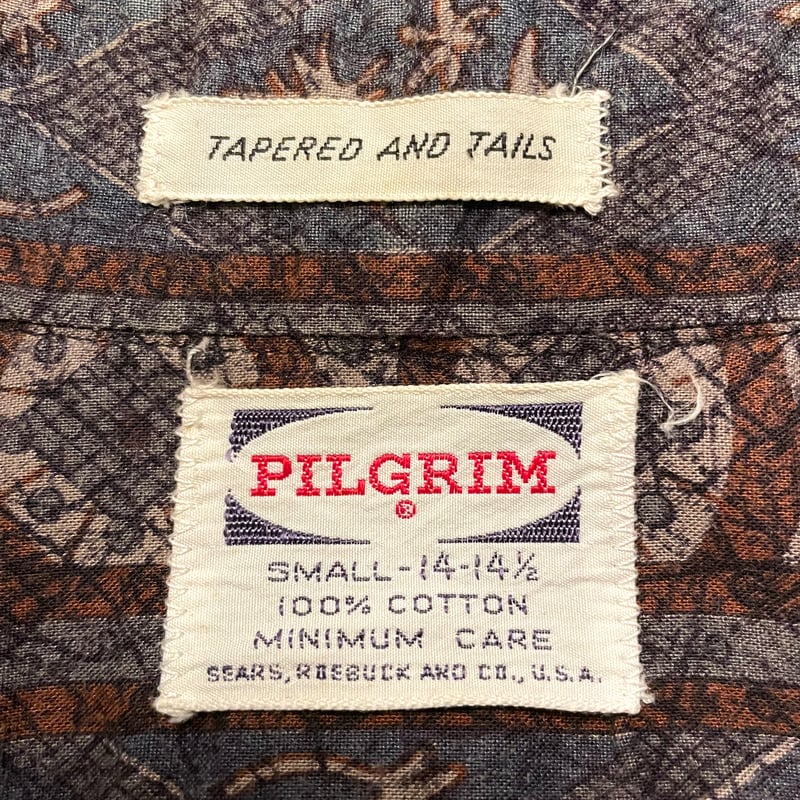 TAPERED AND TAILS
PILGRIM
®
SMALL-14-14½
100% COTTON
MINIMUM CARE
SEARS, ROEBUCK AND CO., U.S.A.